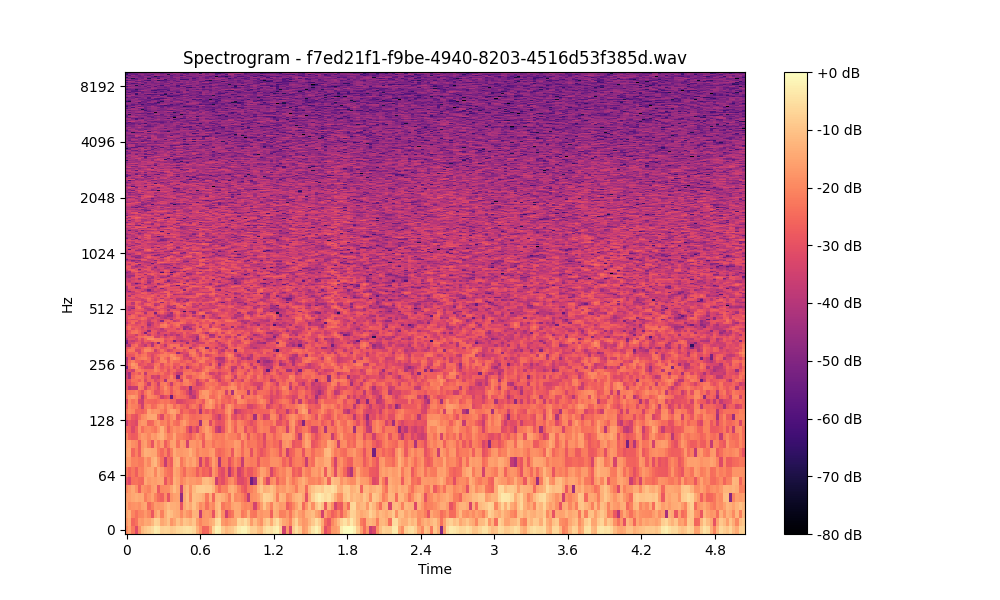 Spectrogram - f7ed21f1-f9be-4940-8203-4516d53f385d.wav
8192
4096
2048
1024
512
256
128
64
0
Hz
0 0.6 1.2 1.8 2.4 3 3.6 4.2 4.8
Time
+0 dB
-10 dB
-20 dB
-30 dB
-40 dB
-50 dB
-60 dB
-70 dB
-80 dB